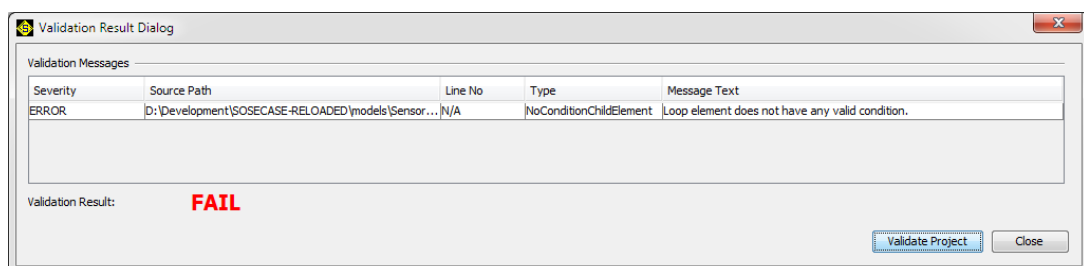 Validation Result Dialog
Validation Messages
Severity Source Path Line No Type Message Text
ERROR D:\Development\SOSECASE-RELOADED\models\Sensor... N/A NoConditionChildElement Loop element does not have any valid condition.
Validation Result: FAIL
Validate Project Close